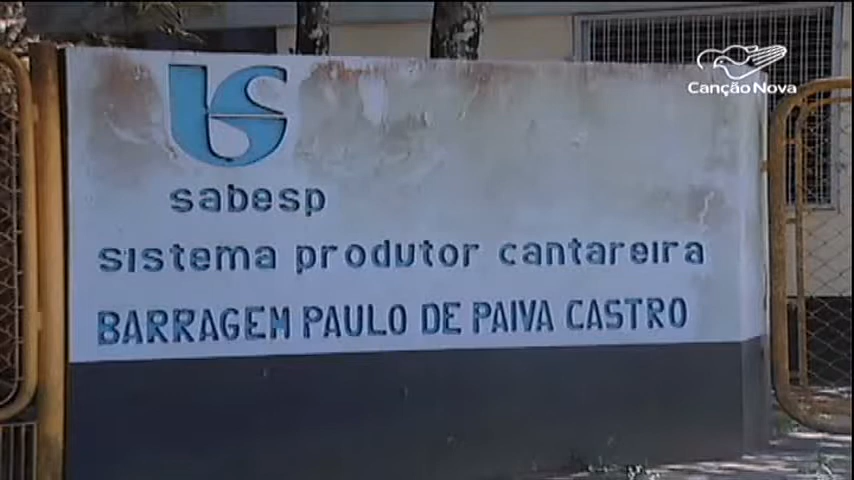 Canção Nova
sabesp
sistema produtor cantareira
BARRAGEM PAULO DE PAIVA CASTRO